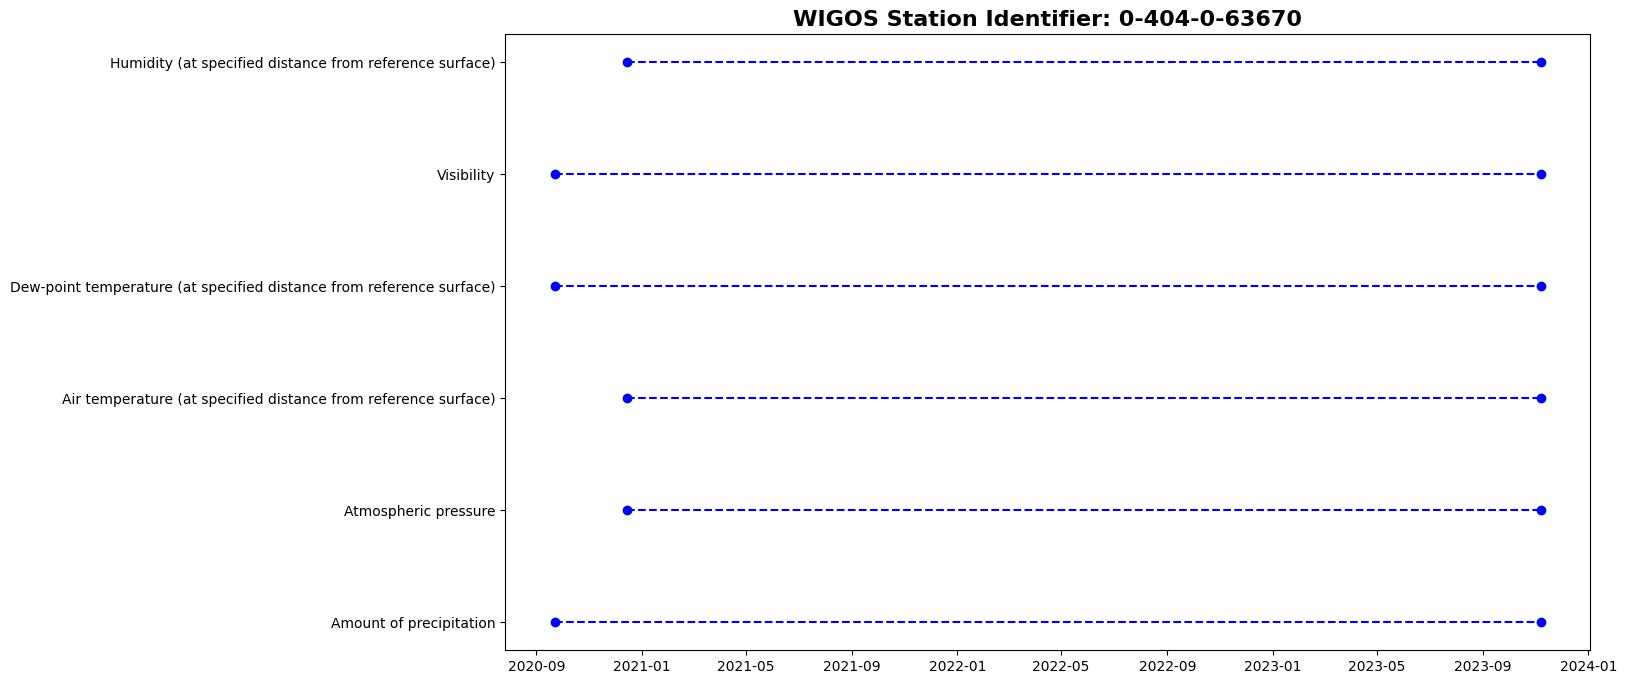 WIGOS Station Identifier: 0-404-0-63670
Humidity (at specified distance from reference surface)
Visibility
Dew-point temperature (at specified distance from reference surface)
Air temperature (at specified distance from reference surface)
Atmospheric pressure
Amount of precipitation
2020-09 2021-01 2021-05 2021-09 2022-01 2022-05 2022-09 2023-01 2023-05 2023-09 2024-01